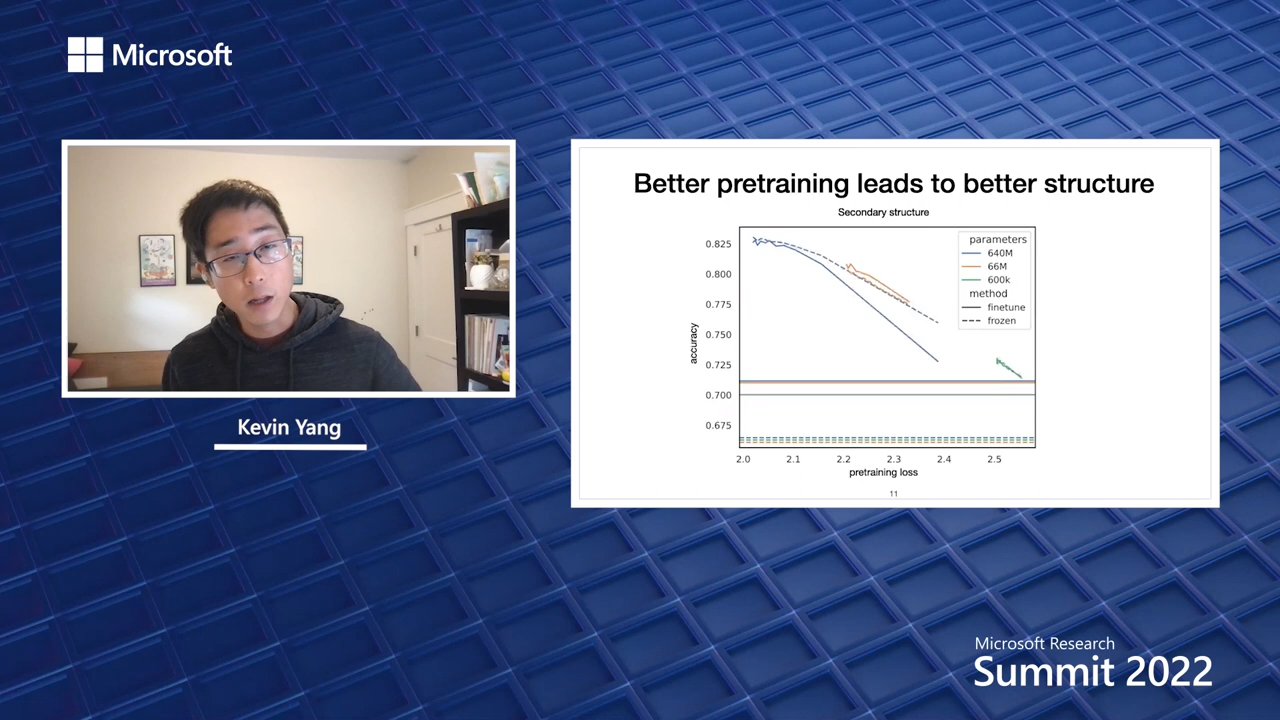 Microsoft
Kevin Yang
Better pretraining leads to better structure
Secondary structure
accuracy
0.825
0.800
0.775
0.750
0.725
0.700
0.675
2.0 2.1 2.2 2.3 2.4 2.5
pretraining loss
parameters
640M
66M
600k
method
finetune
frozen
11
Microsoft Research
Summit 2022